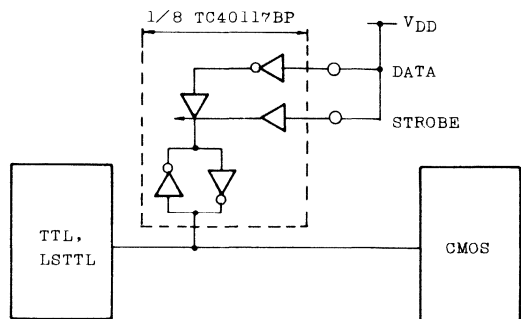 1/8 TC40117BP
VDD
DATA
STROBE
TTL,
LSTTL
CMOS